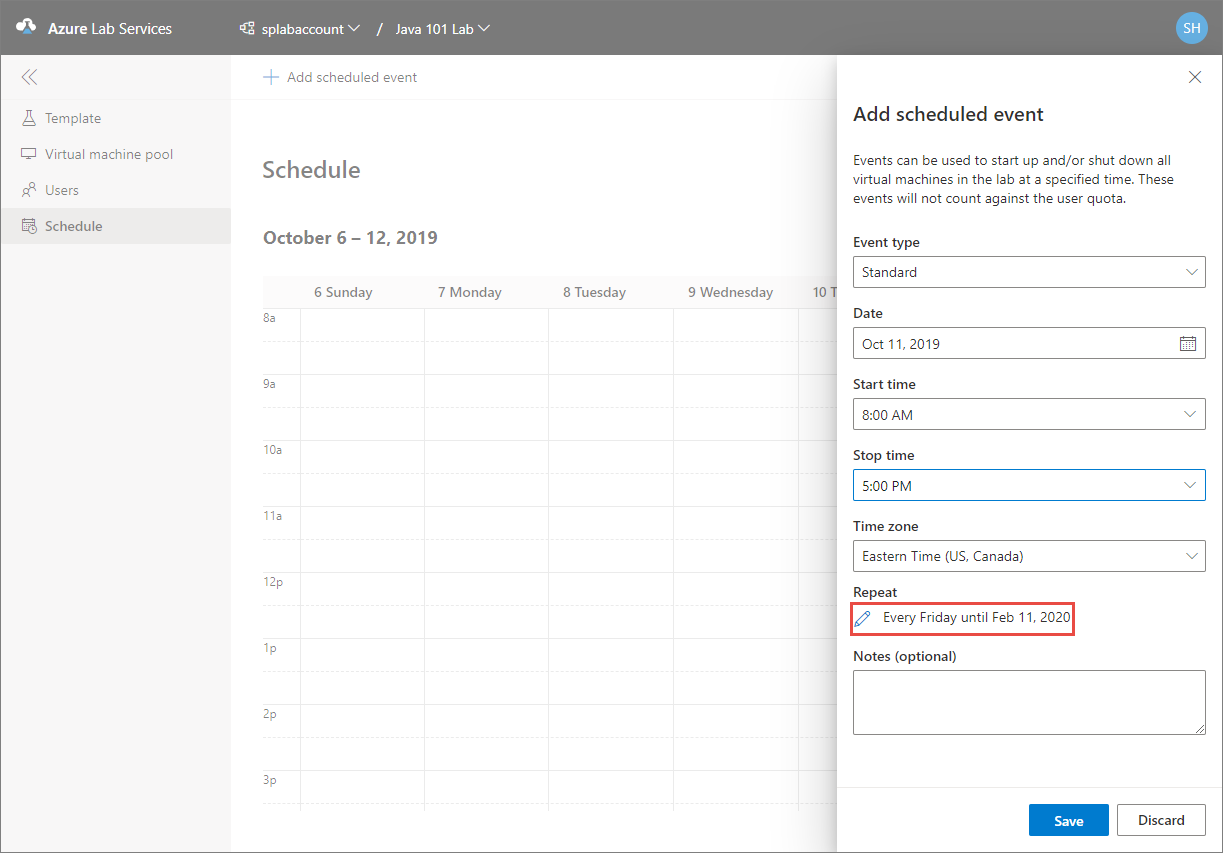 Azure Lab Services
splabaccount / Java 101 Lab
SH
Add scheduled event
Template
Virtual machine pool
Users
Schedule
Schedule
October 6 – 12, 2019
6 Sunday 7 Monday 8 Tuesday 9 Wednesday 10 T
8a
9a
10a
11a
12p
1p
2p
3p
Add scheduled event
Events can be used to start up and/or shut down all
virtual machines in the lab at a specified time. These
events will not count against the user quota.
Event type
Standard
Date
Oct 11, 2019
Start time
8:00 AM
Stop time
5:00 PM
Time zone
Eastern Time (US, Canada)
Repeat
Every Friday until Feb 11, 2020
Notes (optional)
Save Discard